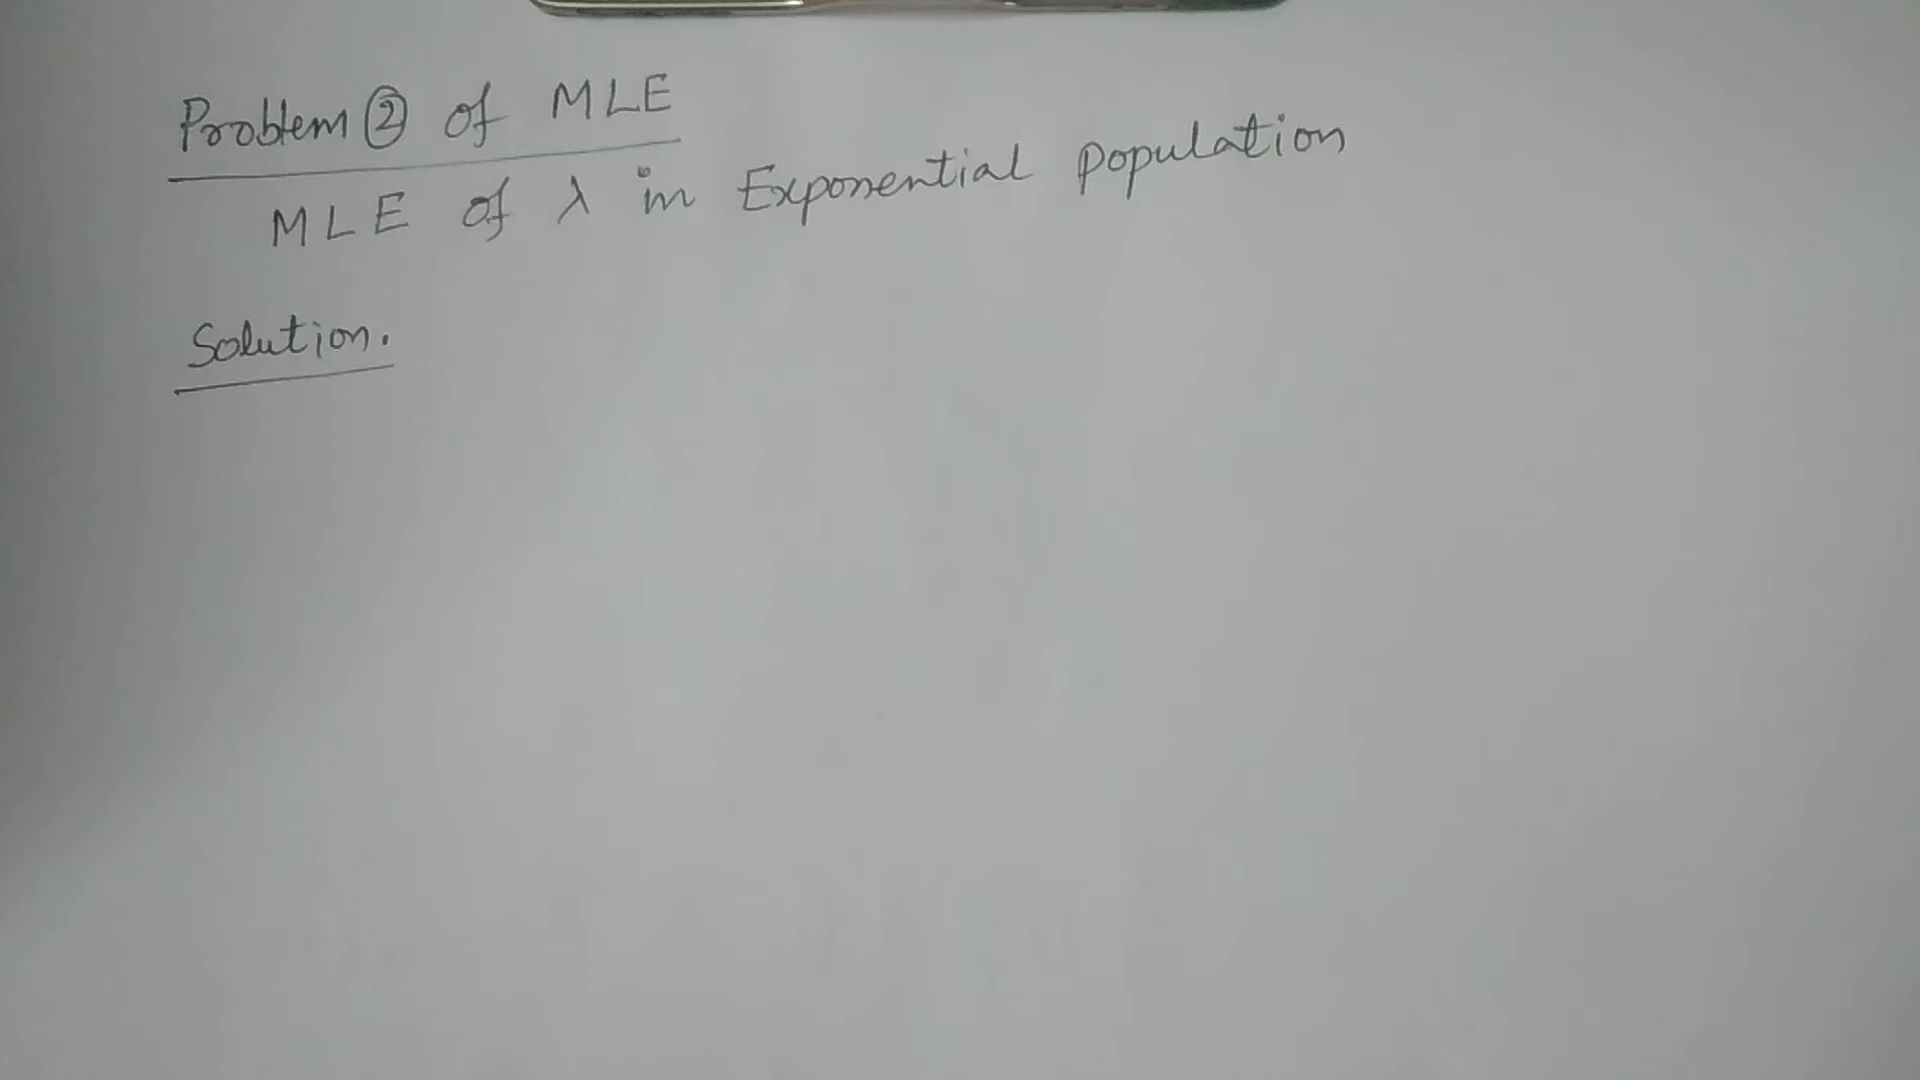 Problem ② of MLE
MLE of λ in Exponential population
Solution.